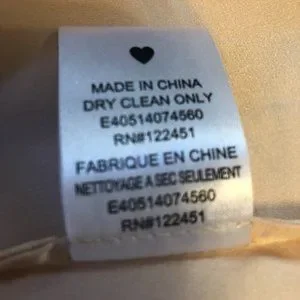 MADE IN CHINA
DRY CLEAN ONLY
E40514074560
RN#122451
FABRIQUE EN CHINE
NETTOYAGE A SEC SEULEMENT
E40514074560
RN#122451